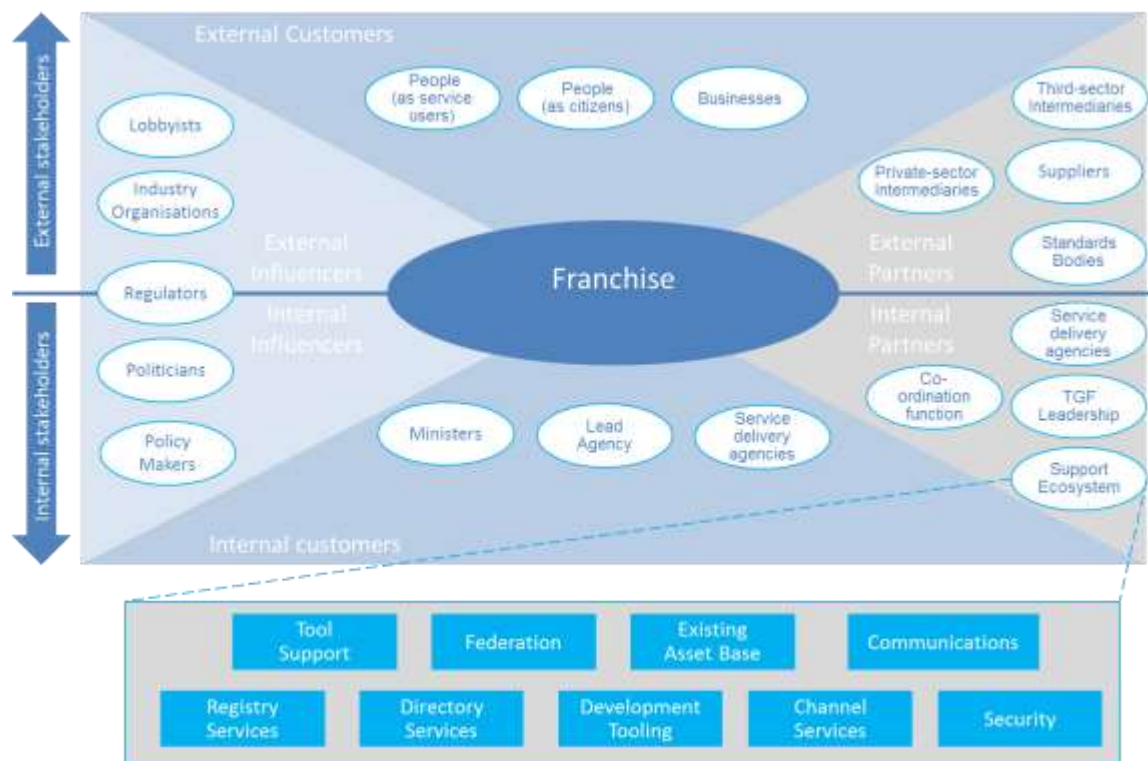 External stakeholders
Internal stakeholders
External Customers
People
(as service
users)
People
(as citizens)
Businesses
Third-sector
Intermediaries
Lobbyists
Private-sector
Intermediaries
Suppliers
Industry
Organisations
External
Influencers
External
Partners
Standards
Bodies
Franchise
Regulators
Internal
Influencers
Internal
Partners
Service
delivery
agencies
Politicians
Co-
ordination
function
TGF
Leadership
Ministers
Lead
Agency
Service
delivery
agencies
Policy
Makers
Support
Ecosystem
Internal customers
Tool
Support
Federation
Existing
Asset Base
Communications
Registry
Services
Directory
Services
Development
Tooling
Channel
Services
Security